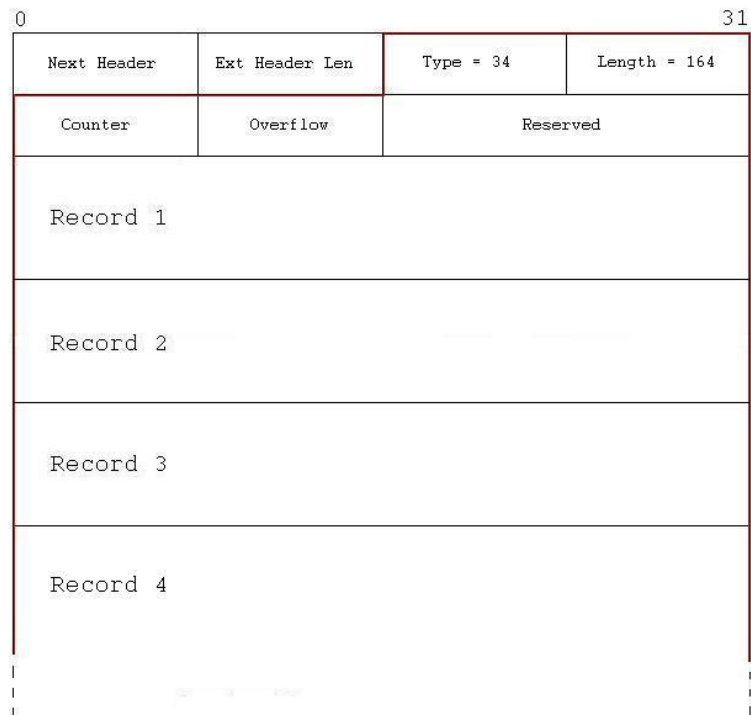 0 31
Next Header Ext Header Len Type = 34 Length = 164
Counter Overflow Reserved
Record 1
Record 2
Record 3
Record 4